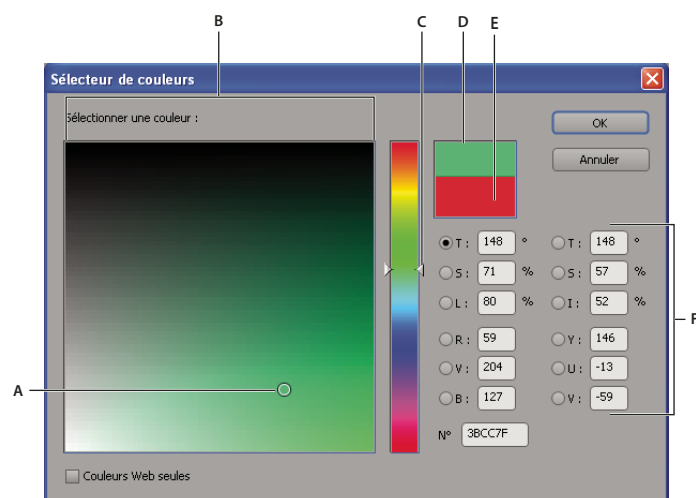 B
C
D
E
Sélecteur de couleurs
Sélectionner une couleur :
OK
Annuler
T : 148 ° T : 148 °
S : 71 % S : 57 %
L : 80 % I : 52 %
R : 59 Y : 146
V : 204 U : -13
B : 127 V : -59
N° 3BCC7F
A
F
Couleurs Web seules